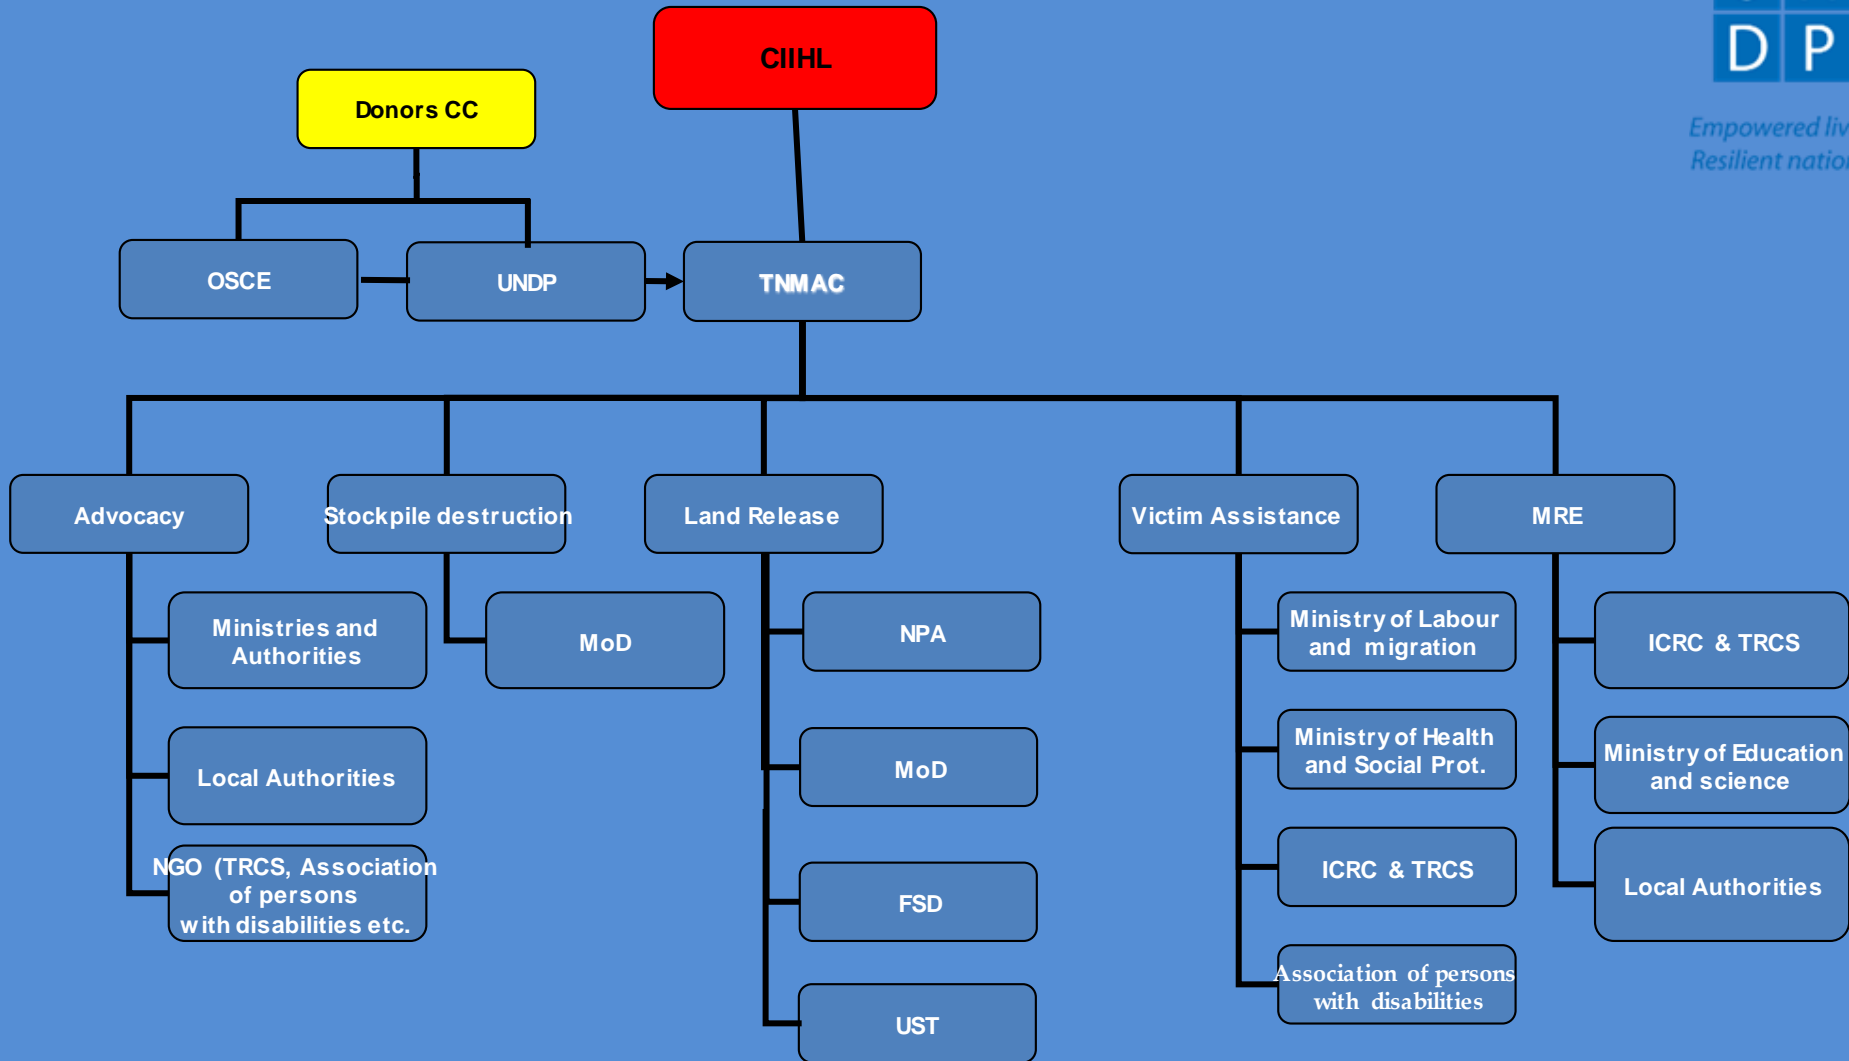 CIIHL
D P
Donors CC
Empowered
Resilient
OSCE
UNDP
TNMAC
Advocacy
Stockpile destruction
Land Release
Victim Assistance
MRE
Ministries and
Authorities
Local Authorities
NGO (TRCS, Association
of persons
with disabilities etc.
MoD
NPA
MoD
FSD
UST
Ministry of Labour
and migration
Ministry of Health
and Social Prot.
ICRC & TRCS
Association of persons
with disabilities
ICRC & TRCS
Ministry of Education
and science
Local Authorities